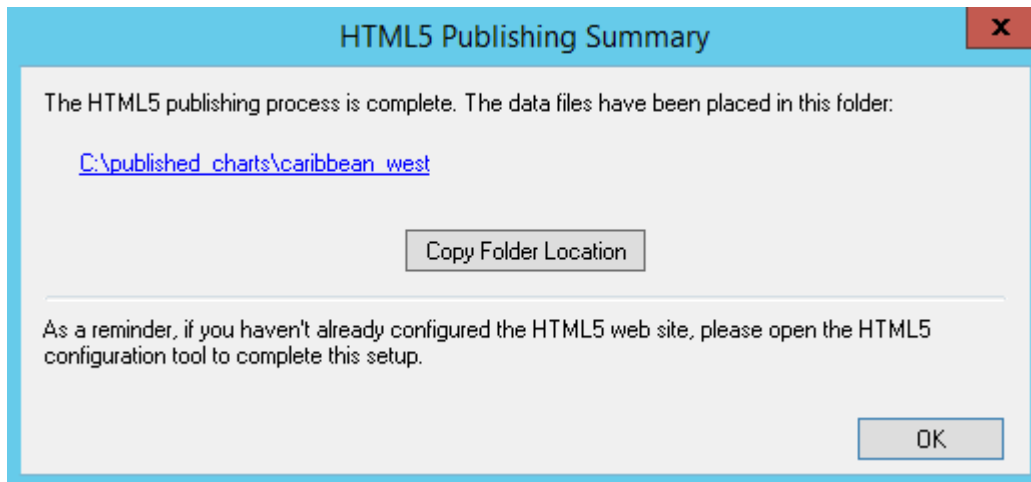 HTML5 Publishing Summary
x
The HTML5 publishing process is complete. The data files have been placed in this folder:
C:\published_charts\caribbean_west
Copy Folder Location
As a reminder, if you haven't already configured the HTML5 web site, please open the HTML5
configuration tool to complete this setup.
OK